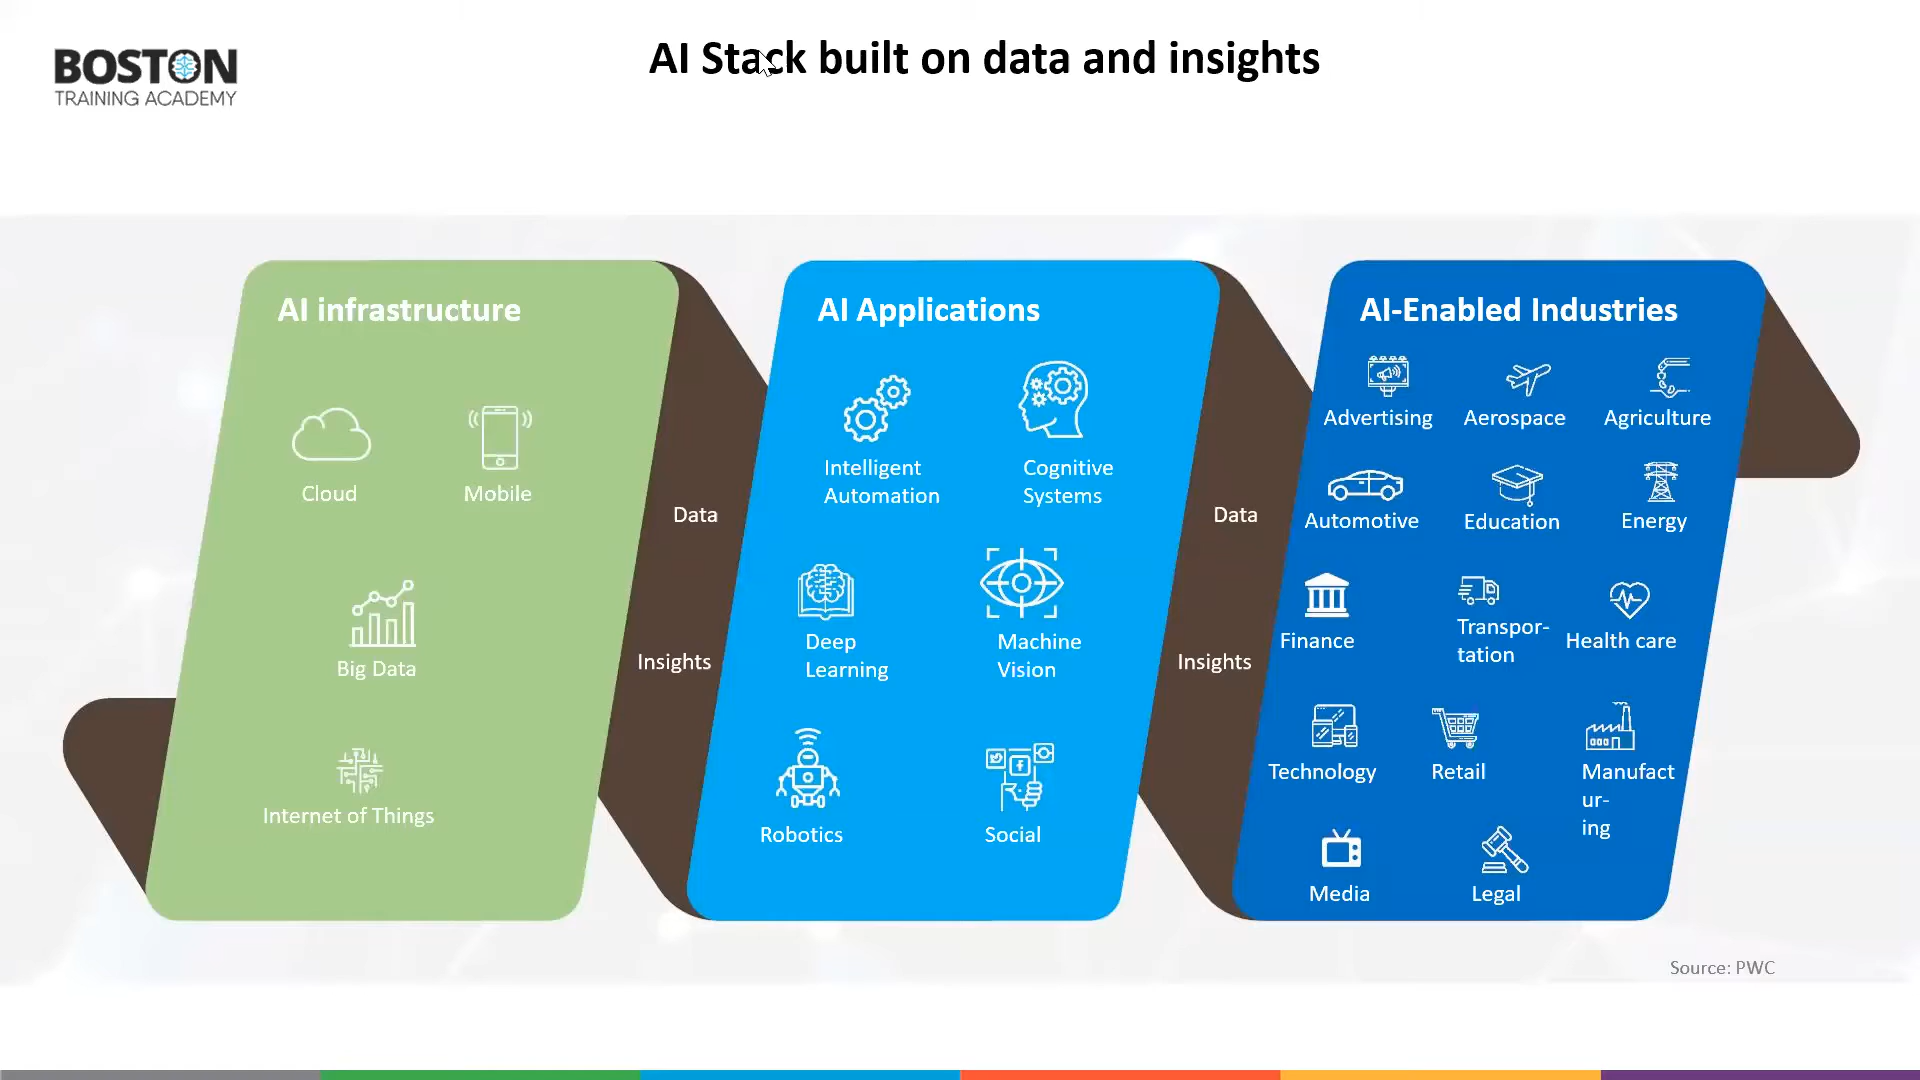 BOSTON
TRAINING ACADEMY
AI Stack built on data and insights
AI infrastructure
Cloud
Mobile
Big Data
Internet of Things
Data
Insights
AI Applications
Intelligent
Automation
Cognitive
Systems
Deep
Learning
Machine
Vision
Robotics
Social
Data
Insights
AI-Enabled Industries
Advertising
Aerospace
Agriculture
Automotive
Education
Energy
Finance
Transpor-
tation
Health care
Technology
Retail
Manufact
ur-
ing
Media
Legal
Source: PWC